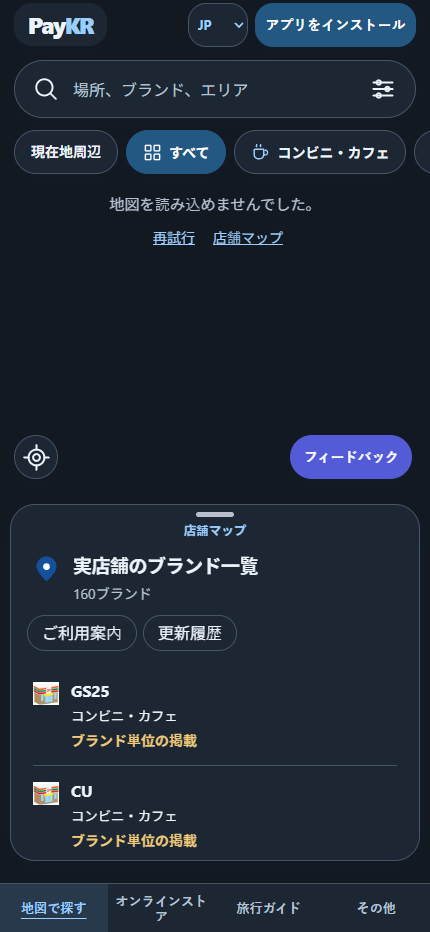 PayKR
JP
アプリをインストール
場所、ブランド、エリア
現在地周辺
すべて
コンビニ・カフェ
地図を読み込めませんでした。
再試行
店舗マップ
フィードバック
店舗マップ
実店舗のブランド一覧
160ブランド
ご利用案内
更新履歴
GS25
コンビニ・カフェ
ブランド単位の掲載
CU
コンビニ・カフェ
ブランド単位の掲載
地図で探す
オンラインスト
ア
旅行ガイド
その他